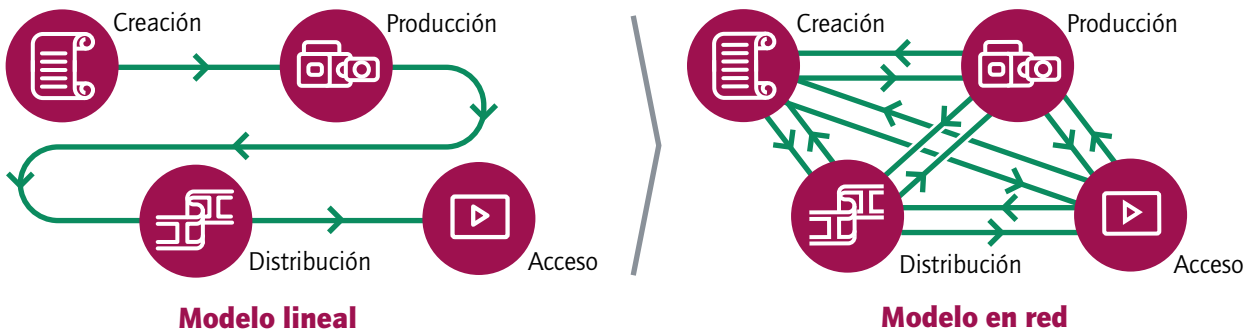 Creación
Producción
Distribución
Acceso
Modelo lineal
Creación
Producción
Distribución
Acceso
Modelo en red